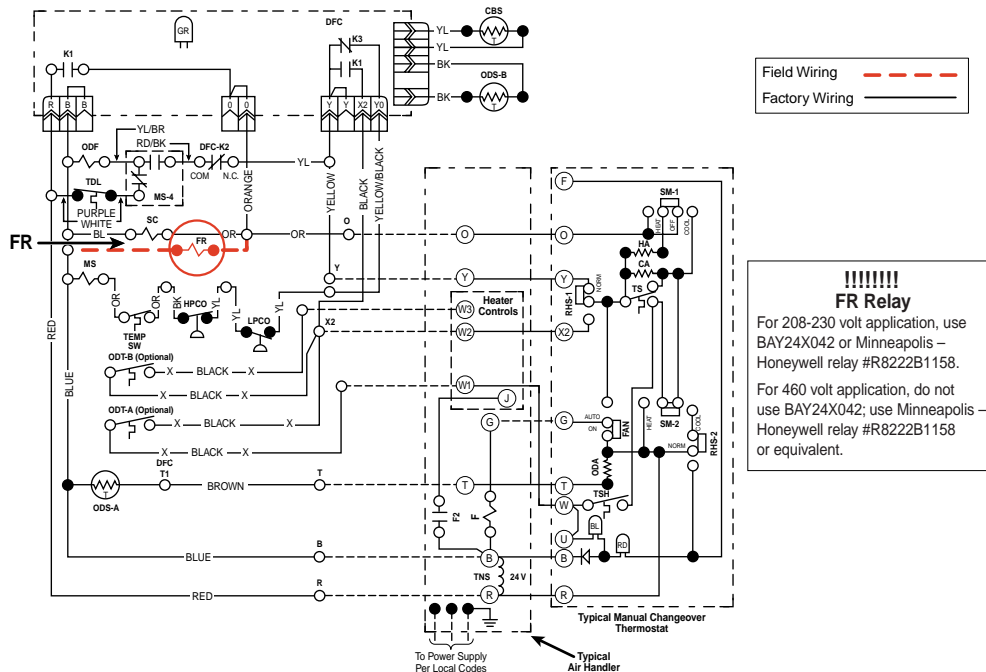 CBS
DFC
GR
K3
YL
YL
K1
K1
BK
ODS-B
T
T
BK
R
B
B
0
0
Y
Y
X2
Y0
Field Wiring
Factory Wiring
YL/BR
RD/BK
ODF
DFC-K2
YL
COM
N.C.
TDL
MS-4
PURPLE
WHITE
ORANGE
YELLOW
BLACK
YELLOW/BLACK
F
SM-1
HEAT
OFF
COOL
SC
BL
FR
FR
OR
OR
O
O
O
HA
CA
MS
Y
Y
Y
NORM
TS
RHS-1
OR
OR
BK
YL
YL
YL
HPCO
LPCO
TEMP
SW
Heater
Controls
W3
W2
X2
X2
!!!!!!!!
FR Relay
For 208-230 volt application, use
BAY24X042 or Minneapolis –
Honeywell relay #R8222B1158.
For 460 volt application, do not
use BAY24X042; use Minneapolis –
Honeywell relay #R8222B1158
or equivalent.
RED
BLUE
ODT-B (Optional)
X
BLACK
X
X
BLACK
X
W1
J
ODT-A (Optional)
X
BLACK
X
X
BLACK
X
G
G
AUTO
ON
FAN
HEAT
SM-2
COOL
NORM
RHS-2
DFC
T1
BROWN
T
T
T
T
ODA
ODS-A
W
TSH
F2
F
U
BL
RD
BLUE
B
B
B
TNS
24 V
RED
R
R
R
Typical Manual Changeover
Thermostat
To Power Supply
Per Local Codes
Typical
Air Handler